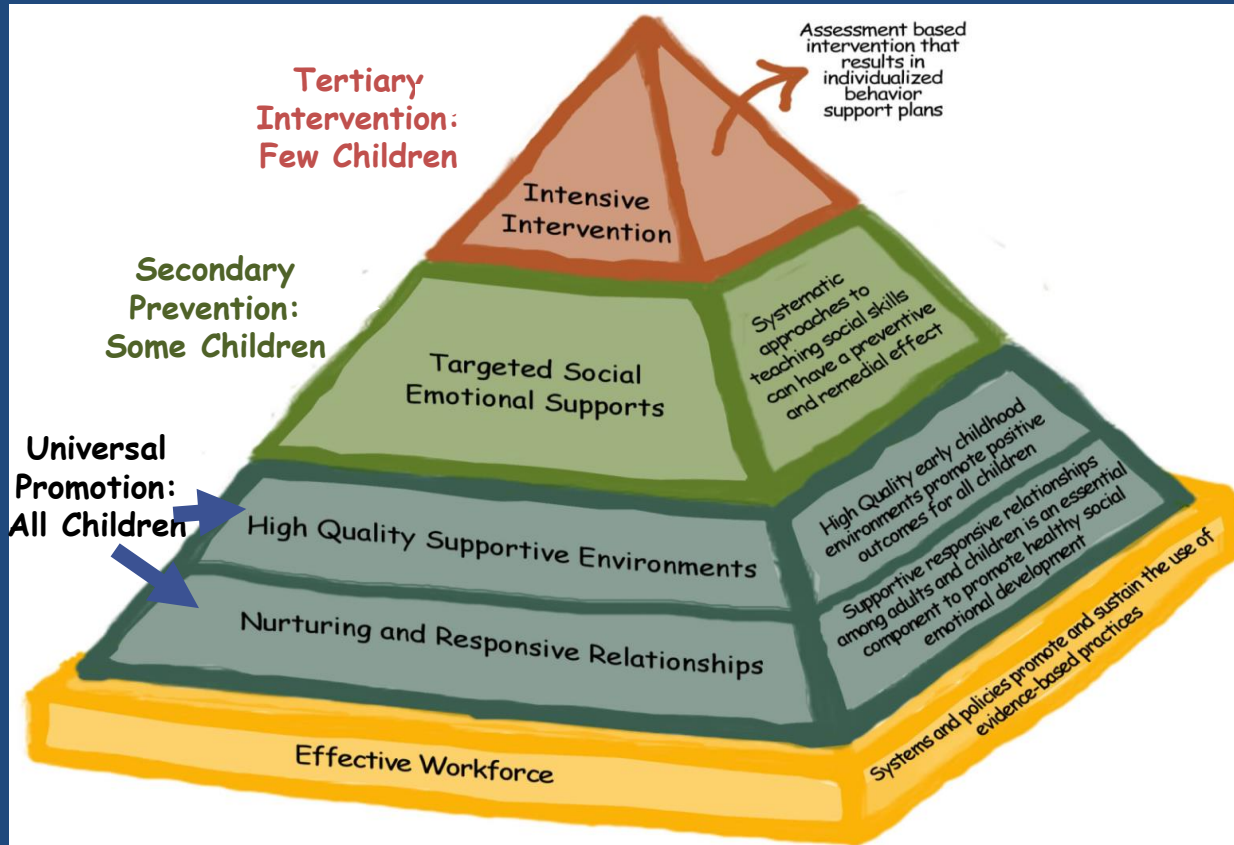 Assessment based
intervention that
results in
individualized
behavior
support plans
Tertiary
Intervention:
Few Children
Intensive
Intervention
Secondary
Prevention:
Some Children
Targeted Social
Emotional Supports
Systematic
approaches to
teaching social skills
can have a preventive
and remedial effect
Universal
Promotion:
All Children
High Quality Supportive Environments
High Quality early childhood
environments promote positive
outcomes for all children
Nurturing and Responsive Relationships
Supportive responsive relationships
among adults and children is an essential
component to promote healthy social
emotional development
Effective Workforce
Systems and policies promote and sustain the use of
evidence-based practices